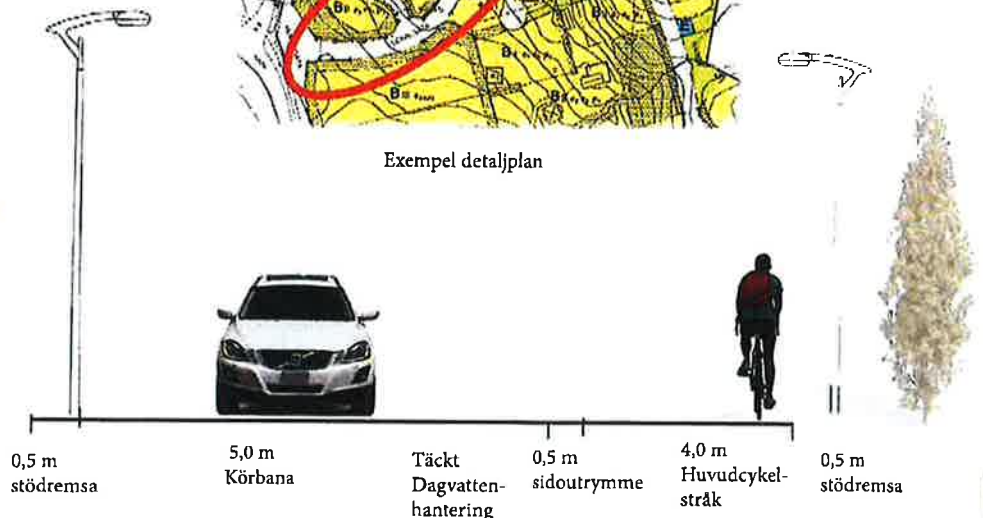 Exempel detaljplan
0,5 m
stödremsa
5,0 m
Körbana
Täckt
Dagvatten-
hantering
0,5 m
sidoutrymme
4,0 m
Huvudcykel-
stråk
0,5 m
stödremsa